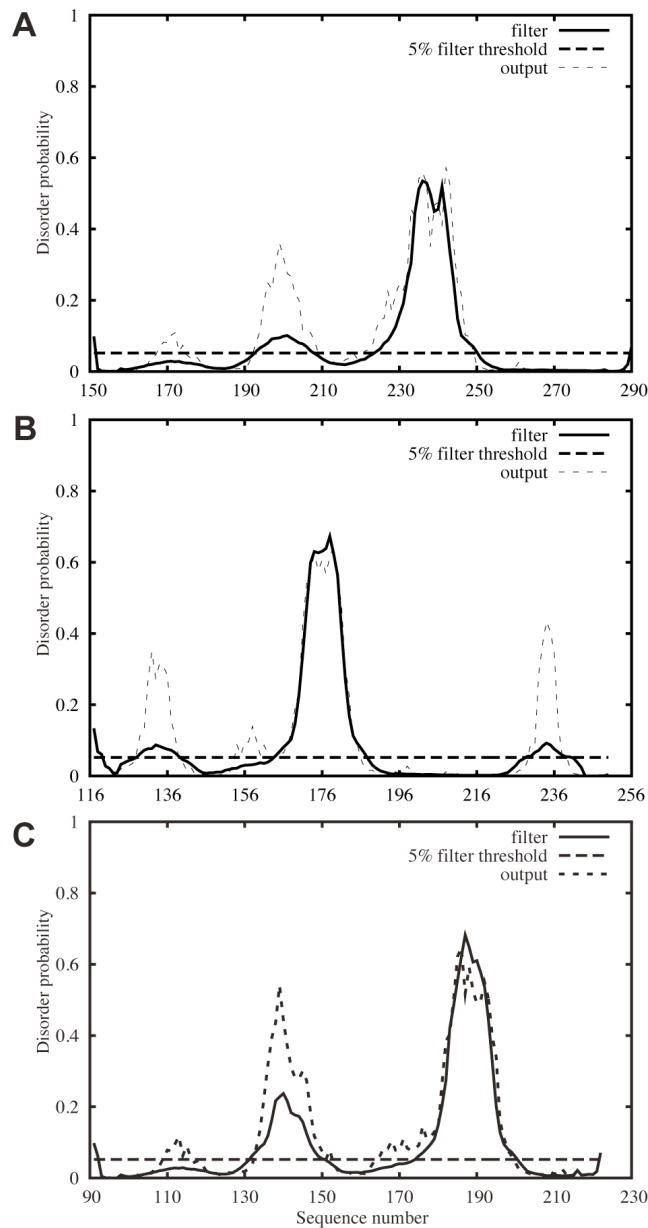 A
1
0.8
0.6
0.4
0.2
0
Disorder probability
filter
5% filter threshold
output
150 170 190 210 230 250 270 290
B
1
0.8
0.6
0.4
0.2
0
Disorder probability
filter
5% filter threshold
output
116 136 156 176 196 216 236 256
C
1
0.8
0.6
0.4
0.2
0
Disorder probability
filter
5% filter threshold
output
90 110 130 150 170 190 210 230
Sequence number